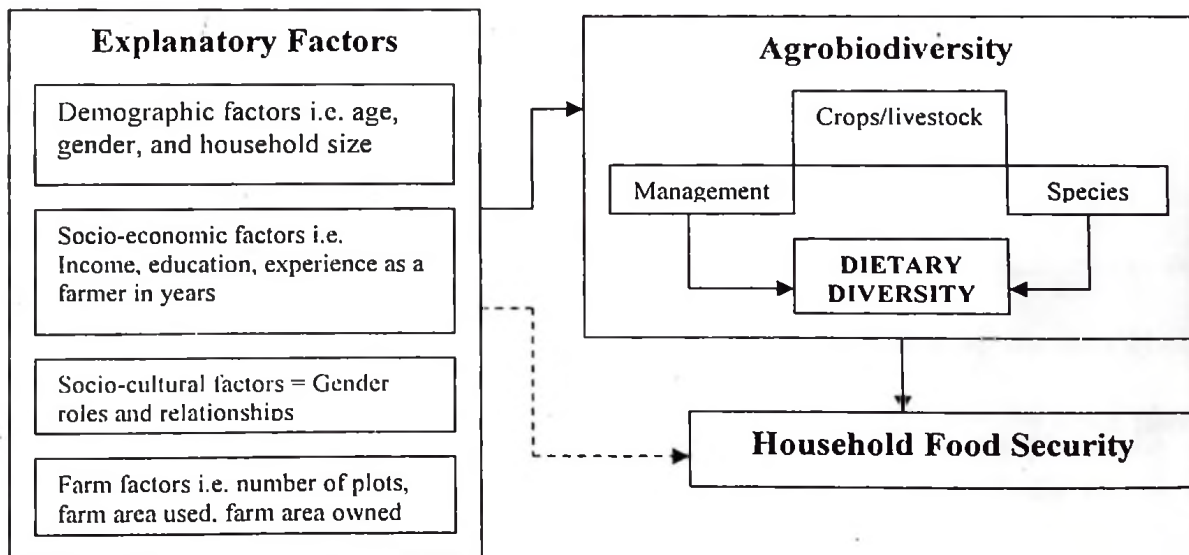 Explanatory Factors
Demographic factors i.e. age,
gender, and household size
Socio-economic factors i.e.
Income, education, experience as a
farmer in years
Socio-cultural factors = Gender
roles and relationships
Farm factors i.e. number of plots,
farm area used. farm area owned
Agrobiodiversity
Crops/livestock
Management
Species
DIETARY
DIVERSITY
Household Food Security